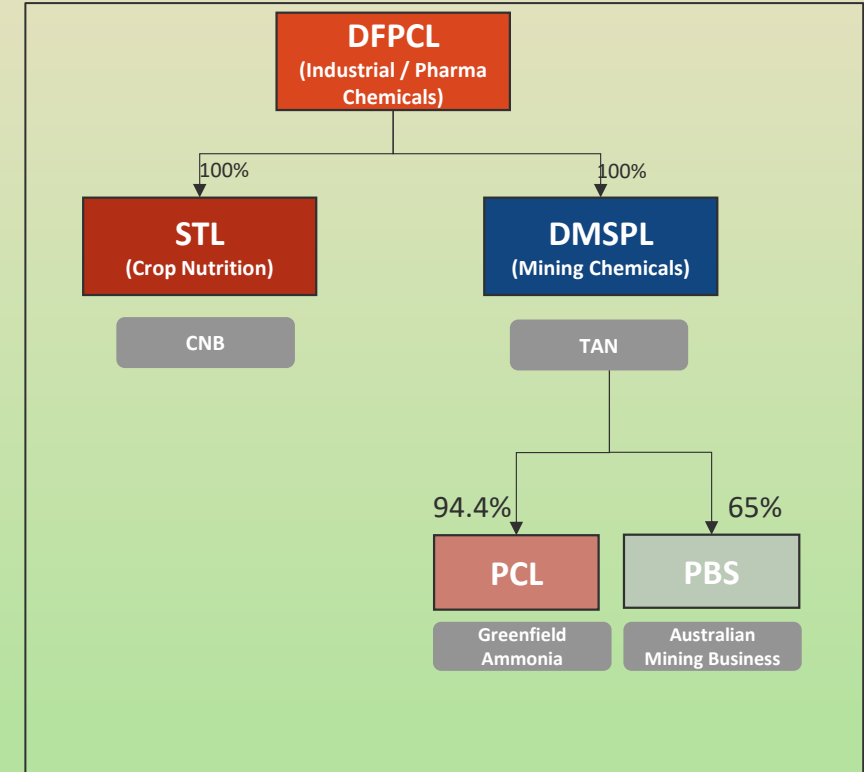 DFPCL
(Industrial / Pharma
Chemicals)
100%
100%
STL
(Crop Nutrition)
DMSPL
(Mining Chemicals)
CNB
TAN
94.4%
65%
PCL
PBS
Greenfield
Ammonia
Australian
Mining Business